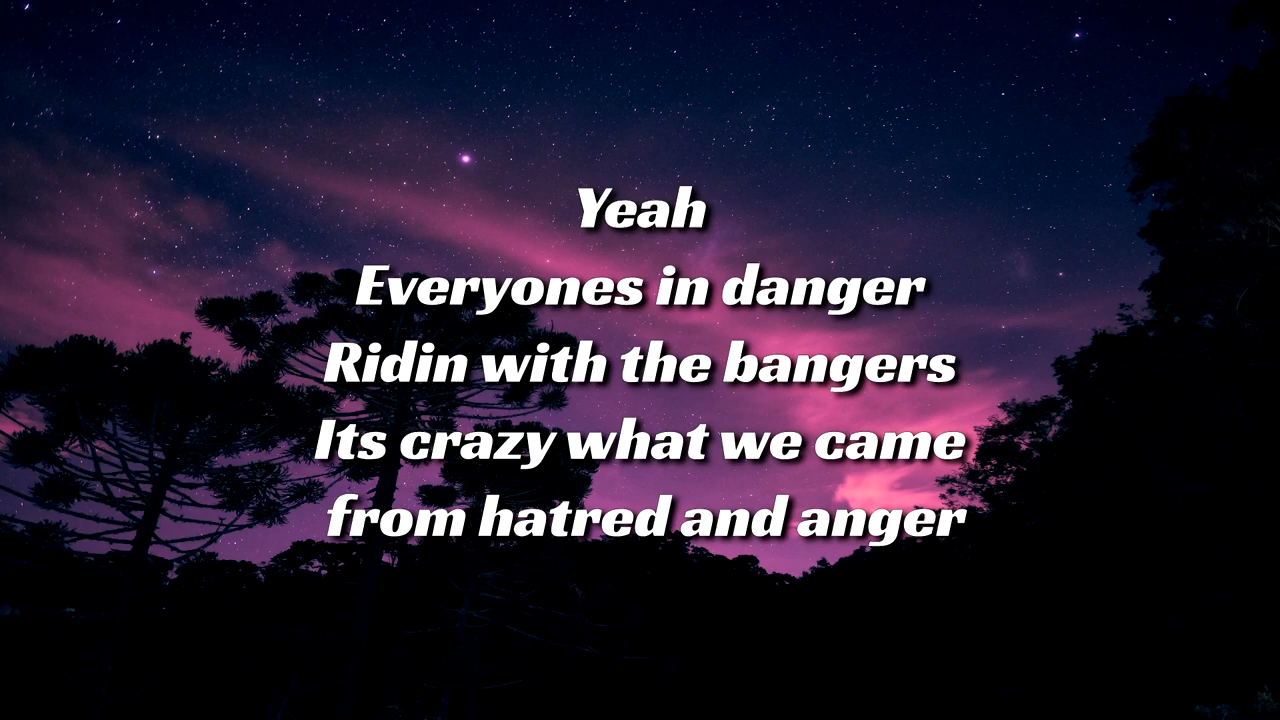 Yeah
Everyones in danger
Ridin with the bangers
Its crazy what we came
from hatred and anger